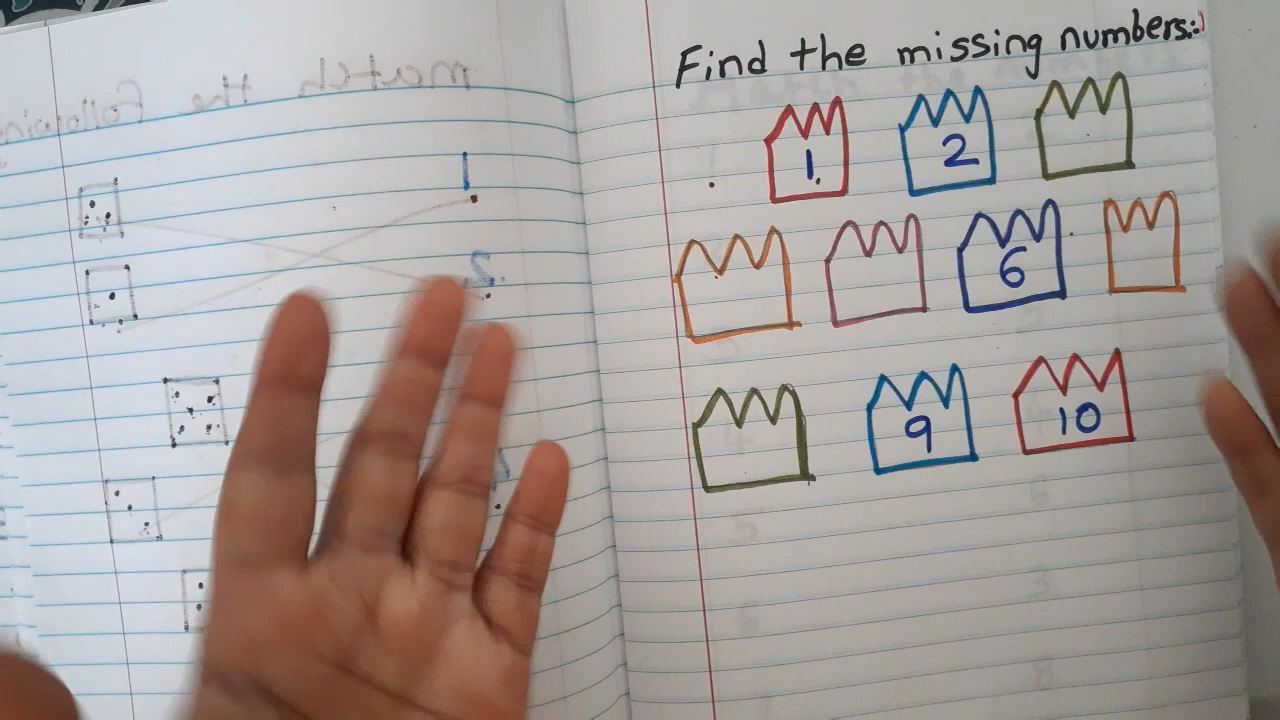 match the Following
1
2
Find the missing numbers:
1 2
6
9 10